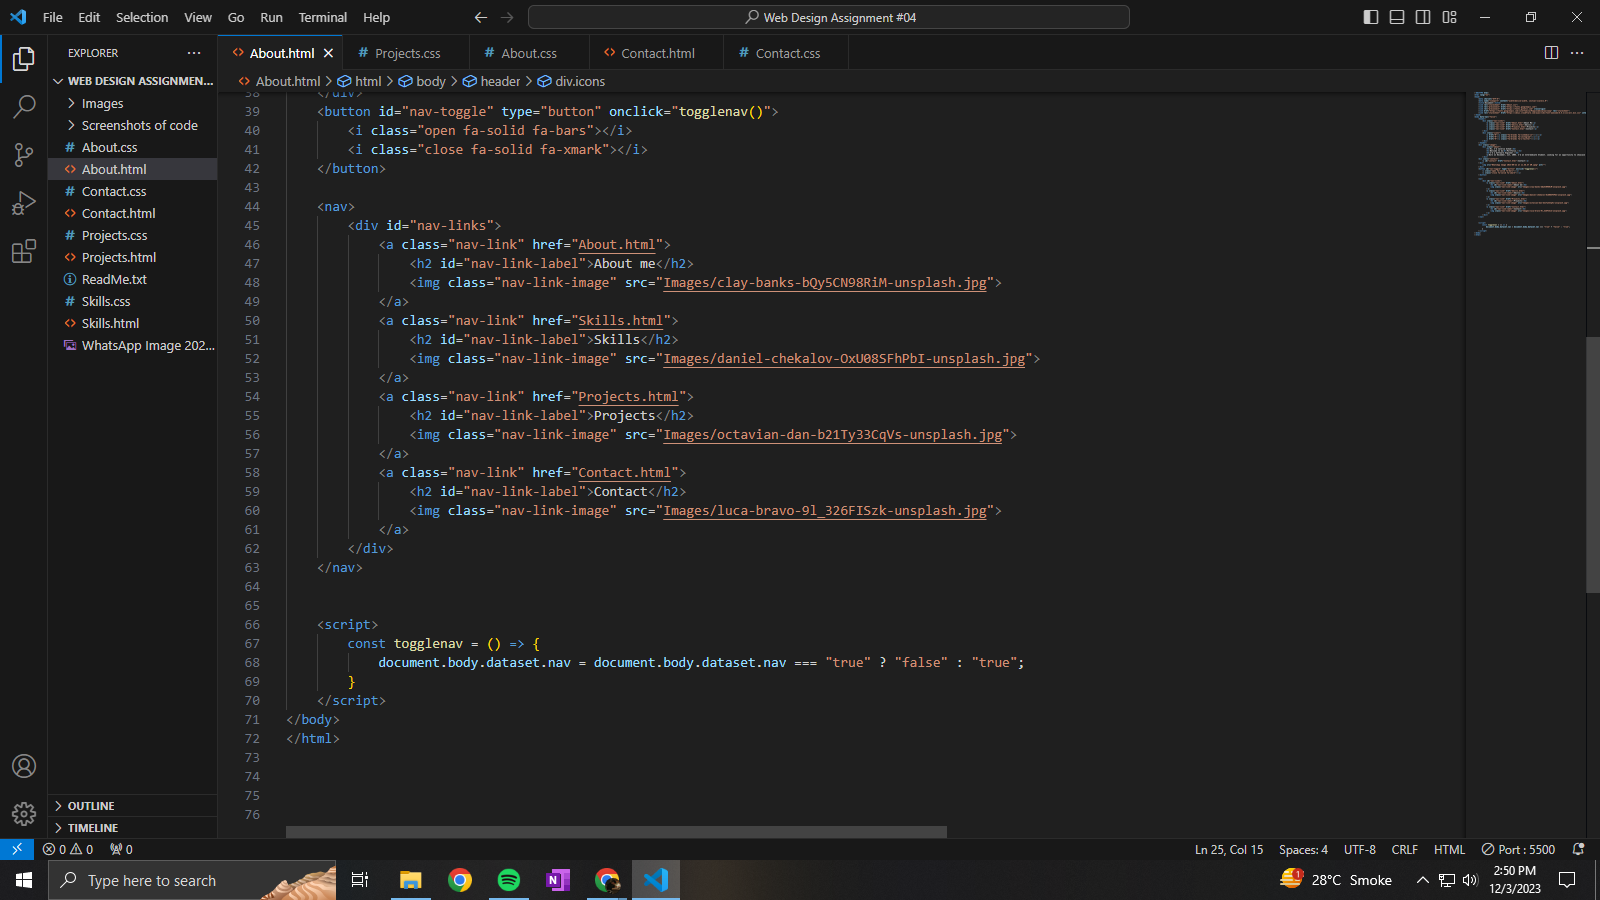 File Edit Selection View Go Run Terminal Help
Web Design Assignment #04
EXPLORER
About.html
Projects.css
About.css
Contact.html
Contact.css
WEB DESIGN ASSIGNMEN...
About.html > html > body > header > div.icons
Images
Screenshots of code
About.css
About.html
Contact.css
Contact.html
Projects.css
Projects.html
ReadMe.txt
Skills.css
Skills.html
WhatsApp Image 202...
OUTLINE
TIMELINE
38 </div>
39 <button id="nav-toggle" type="button" onclick="togglenav()">
40 <i class="open fa-solid fa-bars"></i>
41 <i class="close fa-solid fa-xmark"></i>
42 </button>
43
44 <nav>
45 <div id="nav-links">
46 <a class="nav-link" href="About.html">
47 <h2 id="nav-link-label">About me</h2>
48 <img class="nav-link-image" src="Images/clay-banks-bQy5CN98RiM-unsplash.jpg">
49 </a>
50 <a class="nav-link" href="Skills.html">
51 <h2 id="nav-link-label">Skills</h2>
52 <img class="nav-link-image" src="Images/daniel-chekalov-OxU08SFhPbI-unsplash.jpg">
53 </a>
54 <a class="nav-link" href="Projects.html">
55 <h2 id="nav-link-label">Projects</h2>
56 <img class="nav-link-image" src="Images/octavian-dan-b21Ty33CqVs-unsplash.jpg">
57 </a>
58 <a class="nav-link" href="Contact.html">
59 <h2 id="nav-link-label">Contact</h2>
60 <img class="nav-link-image" src="Images/luca-bravo-9l_326FISzk-unsplash.jpg">
61 </a>
62 </div>
63 </nav>
64
65
66 <script>
67 const togglenav = () => {
68 document.body.dataset.nav = document.body.dataset.nav === "true" ? "false" : "true";
69 }
70 </script>
71 </body>
72 </html>
73
74
75
76
0 0 0
Ln 25, Col 15 Spaces: 4 UTF-8 CRLF HTML Port : 5500
Type here to search
28°C Smoke
2:50 PM
12/3/2023